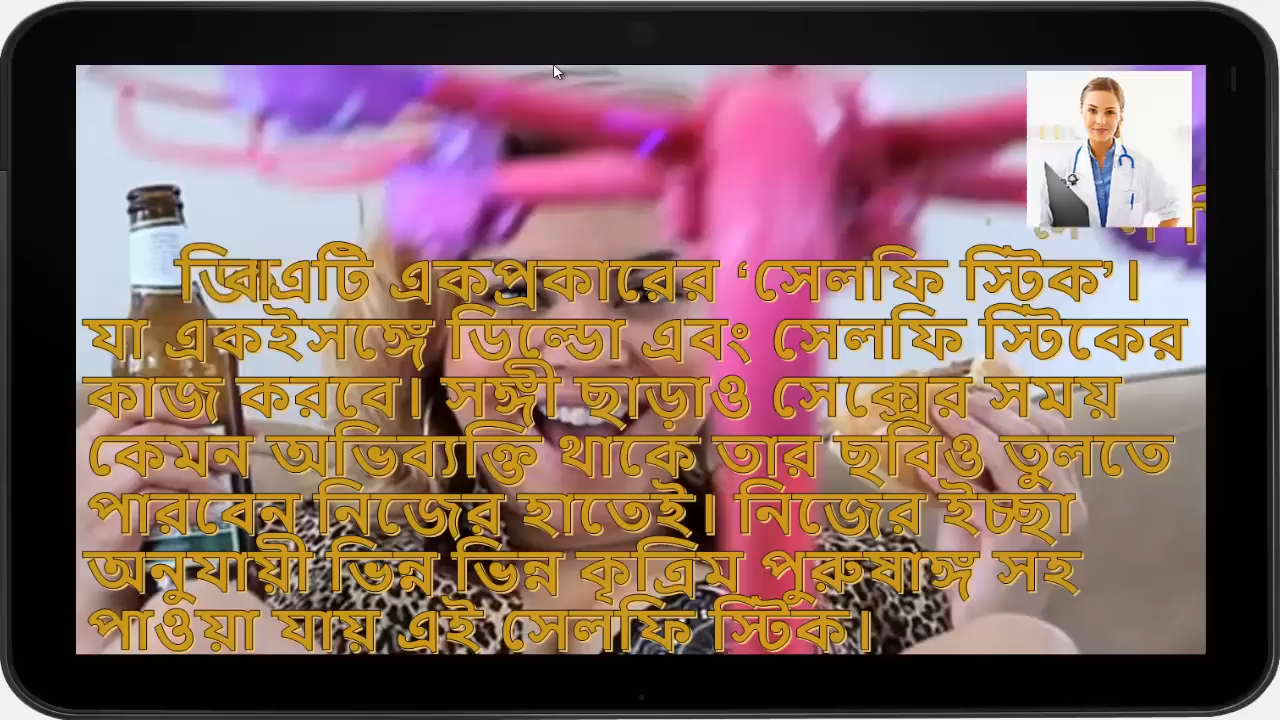 এটি একপ্রকারের ‘সেলফি স্টিক’।
যা একইসঙ্গে ডিল্ডো এবং সেলফি স্টিকের
কাজ করবে। সঙ্গী ছাড়াও সেক্সের সময়
কেমন অভিব্যক্তি থাকে তার ছবিও তুলতে
পারবেন নিজের হাতেই। নিজের ইচ্ছা
অনুযায়ী ভিন্ন ভিন্ন কৃত্রিম পুরুষাঙ্গ সহ
পাওয়া যায় এই সেলফি স্টিক।